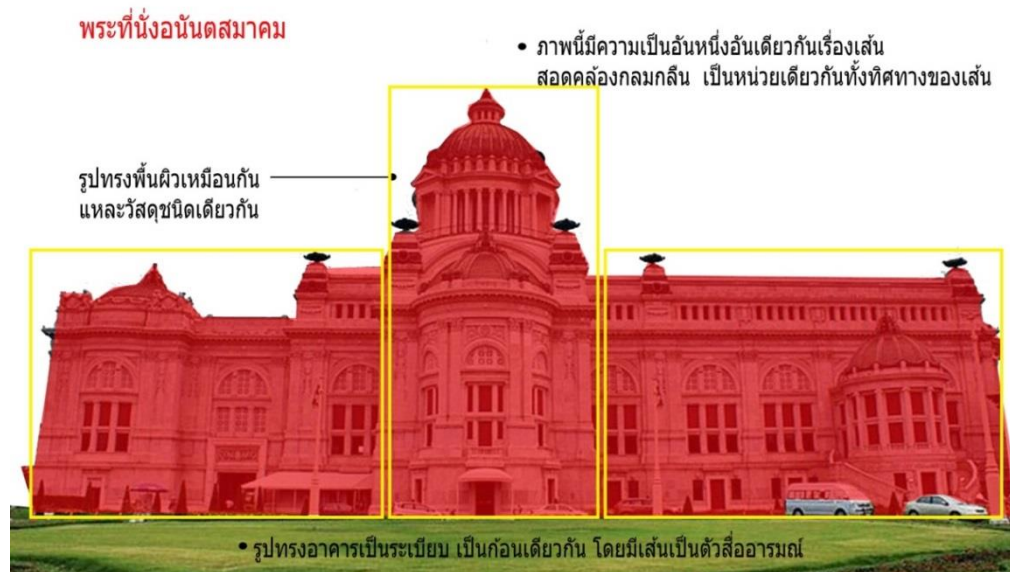 พระที่นั่งอนันตสมาคม
• ภาพนี้มีความเป็นอันหนึ่งอันเดียวกันเรื่องเส้น
สอดคล้องกลมกลืน เป็นหน่วยเดียวกันทั้งทิศทางของเส้น
รูปทรงพื้นผิวเหมือนกัน
แหละวัสดุชนิดเดียวกัน
• รูปทรงอาคารเป็นระเบียบ เป็นก้อนเดียวกัน โดยมีเส้นเป็นตัวสื่ออารมณ์